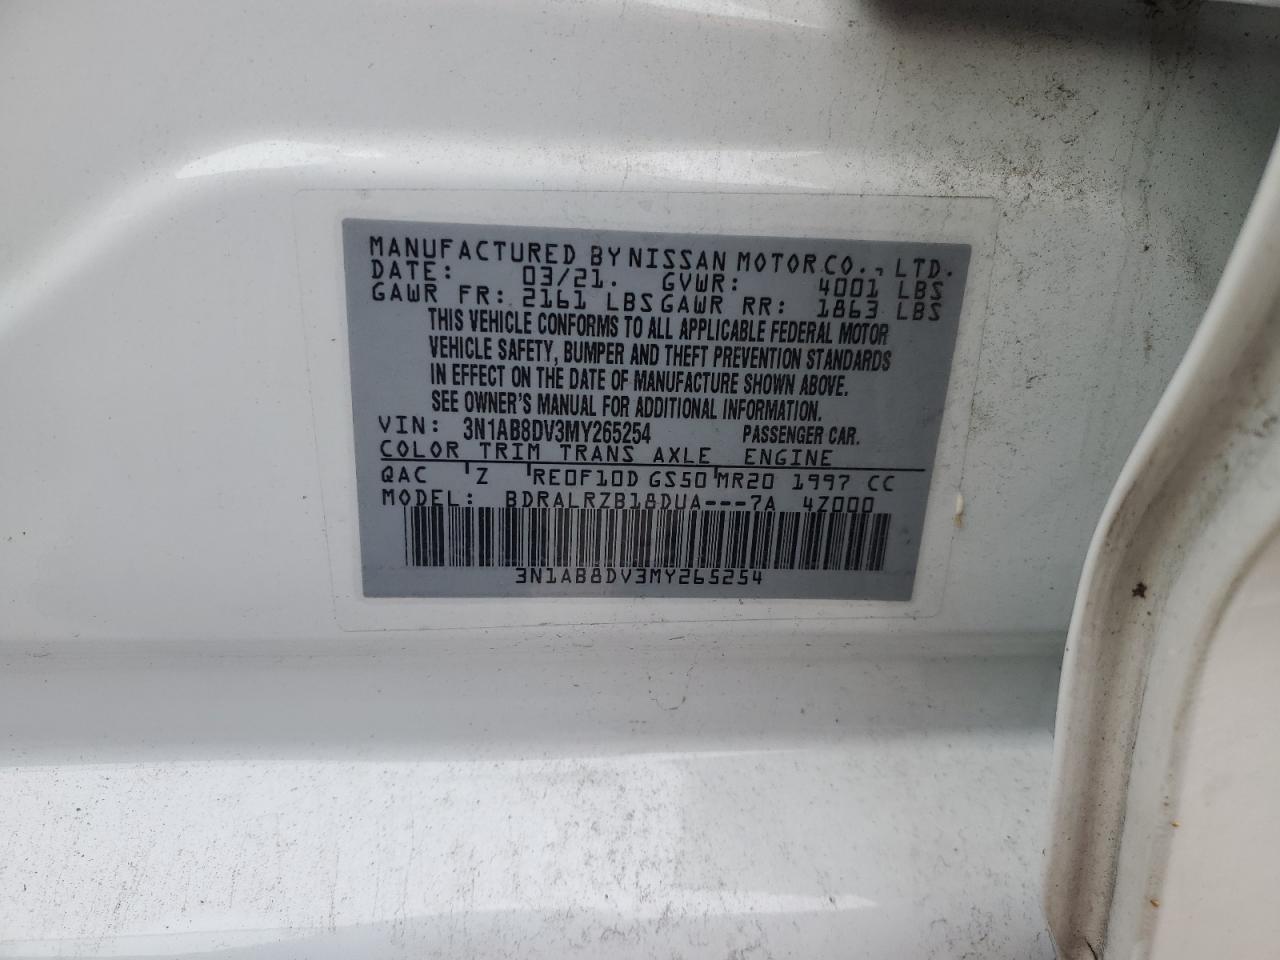 MANUFACTURED BY NISSAN MOTOR CO., LTD.
DATE: 03/21. GVWR: 4001 LBS
GAWR FR: 2161 LBS GAWR RR: 1863 LBS
THIS VEHICLE CONFORMS TO ALL APPLICABLE FEDERAL MOTOR
VEHICLE SAFETY, BUMPER AND THEFT PREVENTION STANDARDS
IN EFFECT ON THE DATE OF MANUFACTURE SHOWN ABOVE.
SEE OWNER'S MANUAL FOR ADDITIONAL INFORMATION.
VIN: 3N1AB8DV3MY265254 PASSENGER CAR.
COLOR TRIM TRANS AXLE ENGINE
QAC Z RE0F10D GS50 MR20 1997 CC
MODEL: BDRALRZB18DUA---7A 4Z000
3N1AB8DV3MY265254